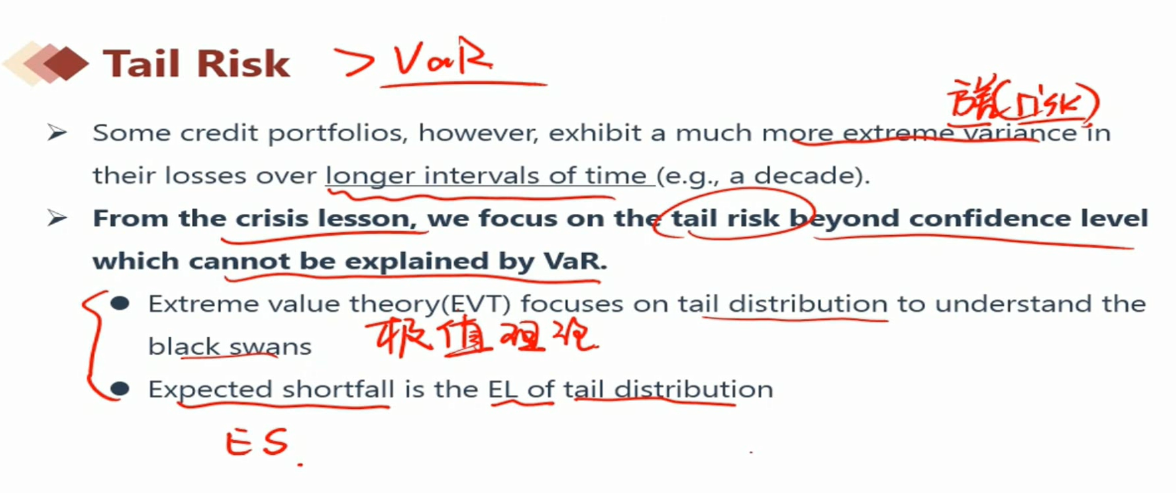 Tail Risk > VaR
差(risk)
Some credit portfolios, however, exhibit a much more extreme variance in
their losses over longer intervals of time (e.g., a decade).
From the crisis lesson, we focus on the tail risk beyond confidence level
which cannot be explained by VaR.
Extreme value theory(EVT) focuses on tail distribution to understand the
black swans
极值理论
Expected shortfall is the EL of tail distribution
ES.